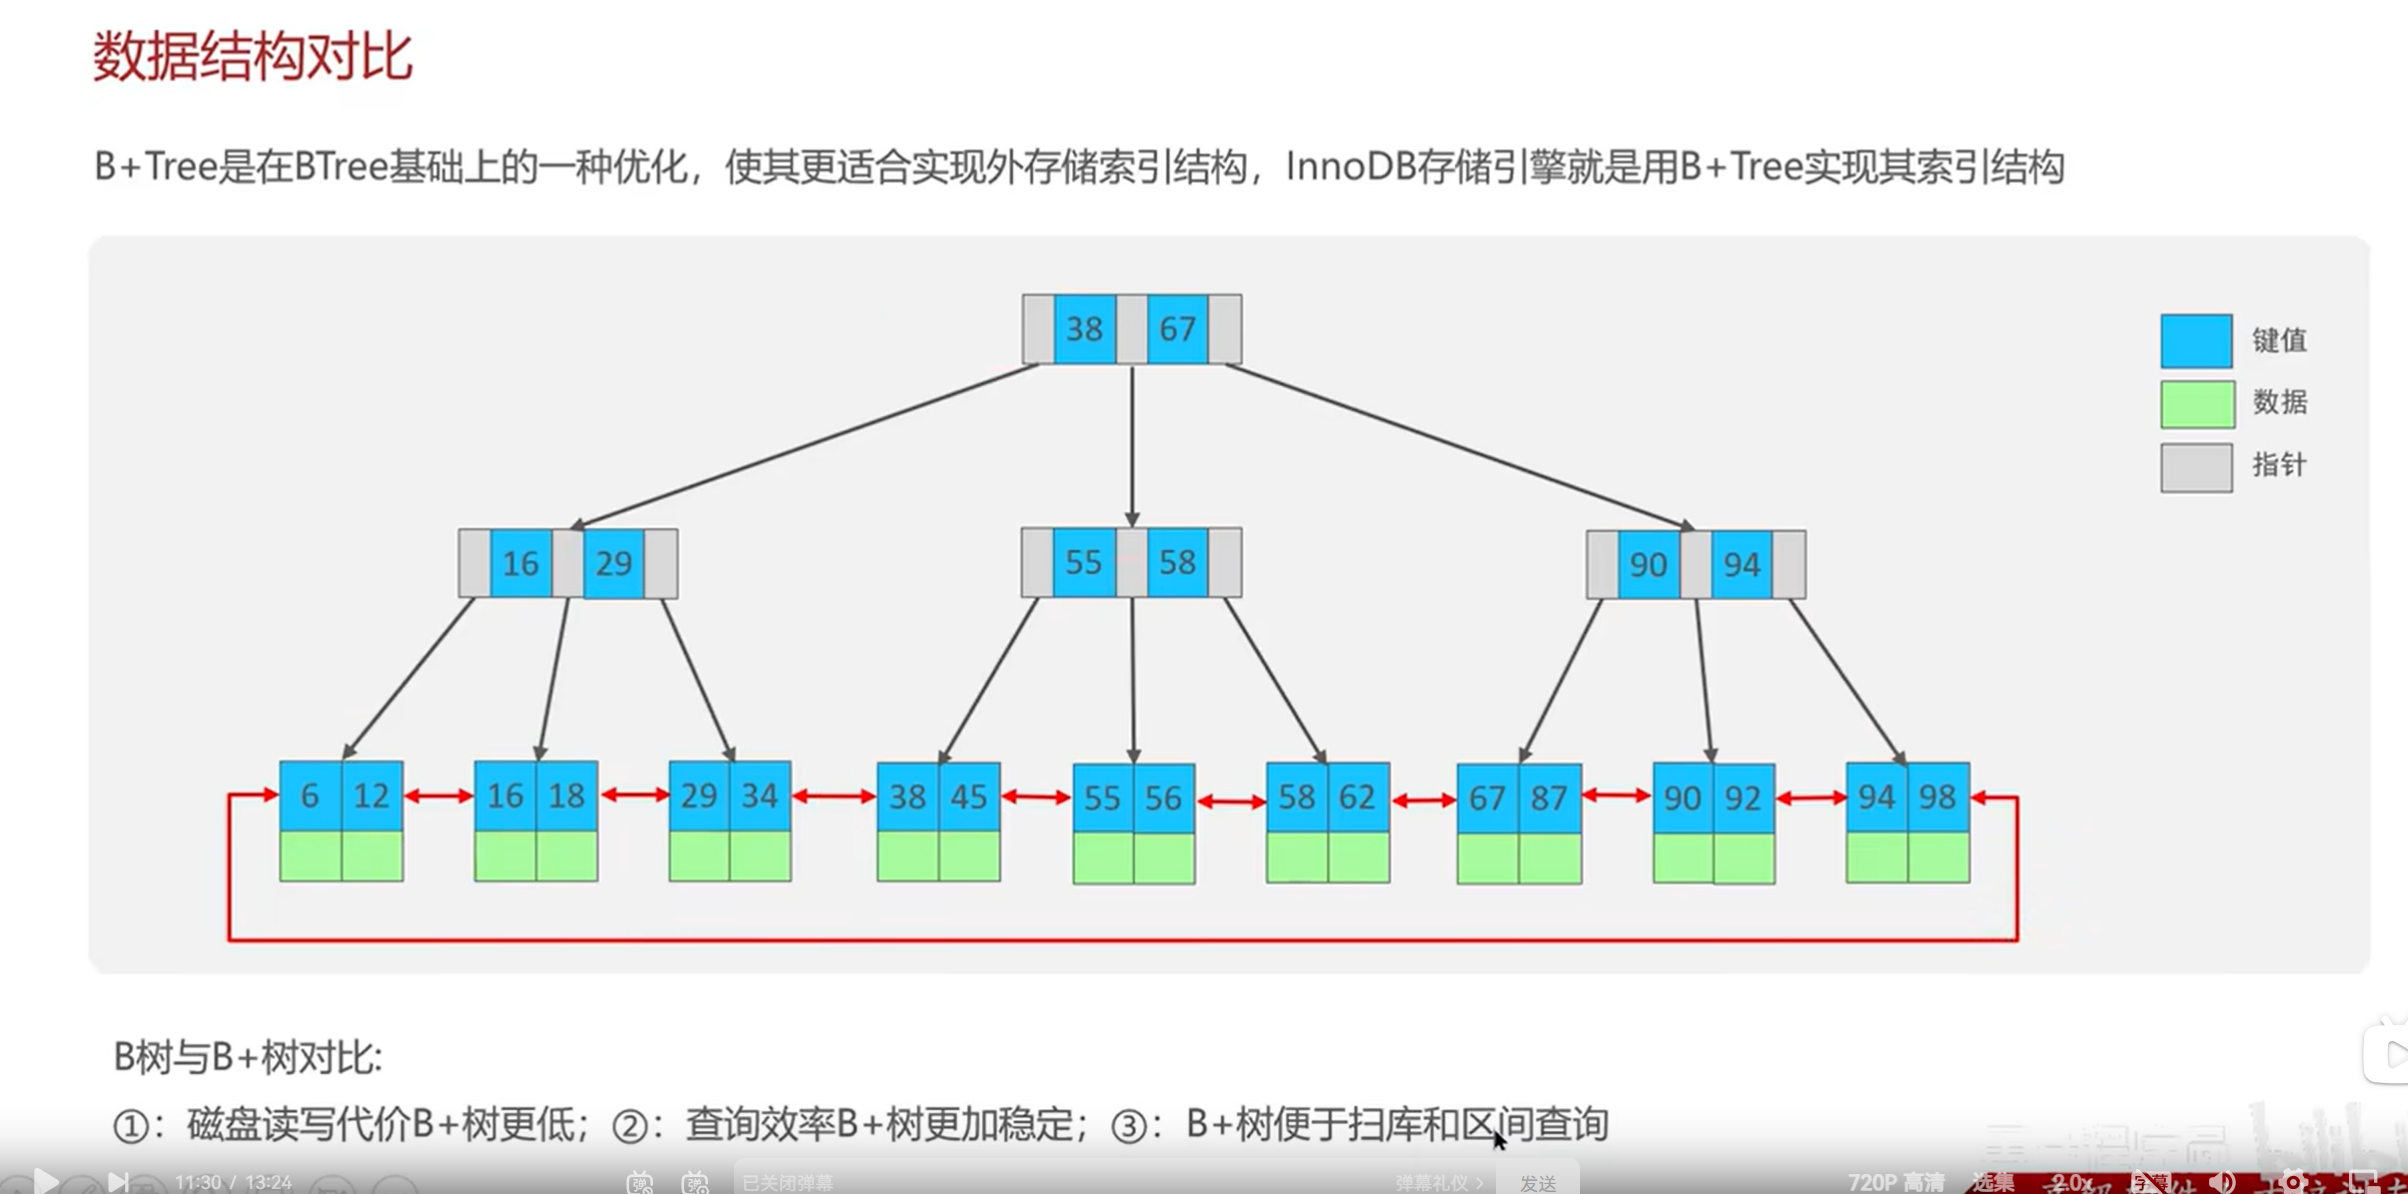 数据结构对比
B+Tree是在BTree基础上的一种优化，使其更适合实现外存储索引结构，InnoDB存储引擎就是用B+Tree实现其索引结构
38 67
键值
数据
指针
16 29
55 58
90 94
6 12 16 18 29 34 38 45 55 56 58 62 67 87 90 92 94 98
B树与B+树对比:
①：磁盘读写代价B+树更低；②：查询效率B+树更加稳定；③：B+树便于扫库和区间查询
11:30 / 13:24
弹
弹
已关闭弹幕
弹幕礼仪 >
发送
720P 高清
选集
2.0x
字幕